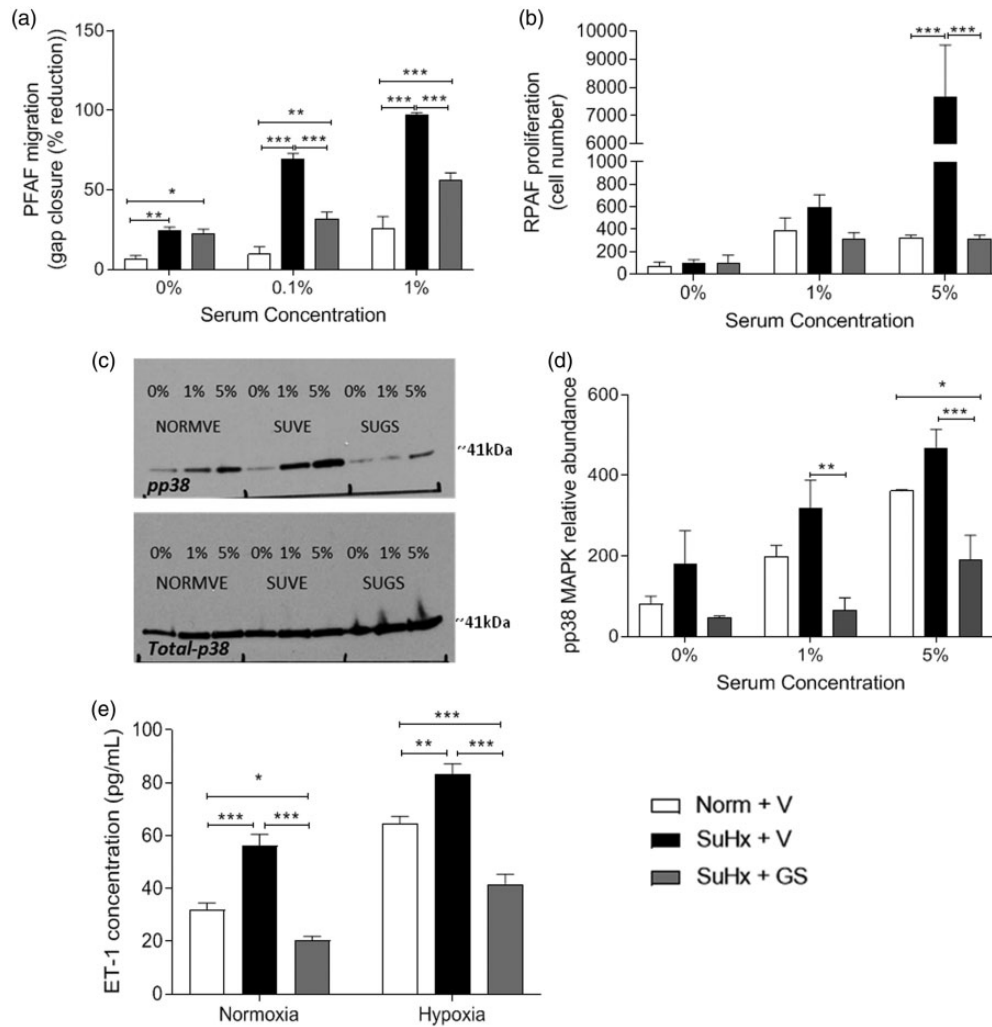 (a)
PFAF migration
(gap closure (% reduction))
150
100
50
0
*
**
**
***
***
***
***
***
0%
0.1%
1%
Serum Concentration
(b)
RPAF proliferation
(cell number)
10000
9000
8000
7000
6000
1000
800
600
400
200
0
***
***
0%
1%
5%
Serum Concentration
(c)
0% 1% 5% 0% 1% 5% 0% 1% 5%
NORMVE SUVE SUGS
~41kDa
pp38
0% 1% 5% 0% 1% 5% 0% 1% 5%
NORMVE SUVE SUGS
~41kDa
Total-p38
(d)
pp38 MAPK relative abundance
600
400
200
0
**
*
***
0%
1%
5%
Serum Concentration
(e)
ET-1 concentration (pg/mL)
100
80
60
40
20
0
*
***
***
***
**
***
Normoxia
Hypoxia
Norm + V
SuHx + V
SuHx + GS